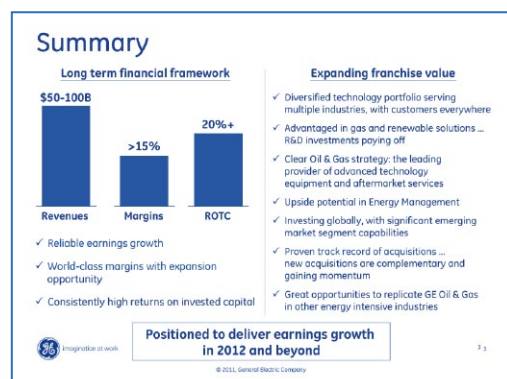 Summary
Long term financial framework
$50-100B
>15%
20%+
Revenues
Margins
ROTC
✓ Reliable earnings growth
✓ World-class margins with expansion
opportunity
✓ Consistently high returns on invested capital
Expanding franchise value
✓ Diversified technology portfolio serving
multiple industries, with customers everywhere
✓ Advantaged in gas and renewable solutions ...
R&D investments paying off
✓ Clear Oil & Gas strategy: the leading
provider of advanced technology
equipment and aftermarket services
✓ Upside potential in Energy Management
✓ Investing globally, with significant emerging
market segment capabilities
✓ Proven track record of acquisitions ...
new acquisitions are complementary and
gaining momentum
✓ Great opportunities to replicate GE Oil & Gas
in other energy intensive industries
Positioned to deliver earnings growth
in 2012 and beyond
GE imagination at work
© 2011, General Electric Company